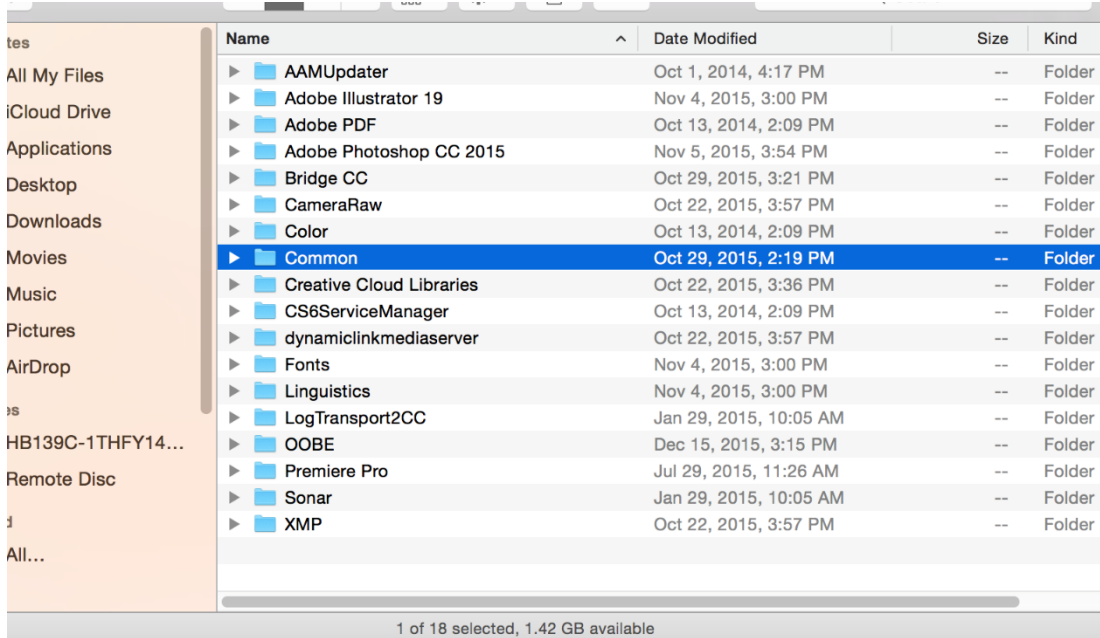 Name Date Modified Size Kind
tes
All My Files
iCloud Drive
Applications
Desktop
Downloads
Movies
Music
Pictures
AirDrop
es
HB139C-1THFY14...
Remote Disc
d
All...
AAMUpdater Oct 1, 2014, 4:17 PM -- Folder
Adobe Illustrator 19 Nov 4, 2015, 3:00 PM -- Folder
Adobe PDF Oct 13, 2014, 2:09 PM -- Folder
Adobe Photoshop CC 2015 Nov 5, 2015, 3:54 PM -- Folder
Bridge CC Oct 29, 2015, 3:21 PM -- Folder
CameraRaw Oct 22, 2015, 3:57 PM -- Folder
Color Oct 13, 2014, 2:09 PM -- Folder
Common Oct 29, 2015, 2:19 PM -- Folder
Creative Cloud Libraries Oct 22, 2015, 3:36 PM -- Folder
CS6ServiceManager Oct 13, 2014, 2:09 PM -- Folder
dynamiclinkmediaserver Oct 22, 2015, 3:57 PM -- Folder
Fonts Nov 4, 2015, 3:00 PM -- Folder
Linguistics Nov 4, 2015, 3:00 PM -- Folder
LogTransport2CC Jan 29, 2015, 10:05 AM -- Folder
OOBE Dec 15, 2015, 3:15 PM -- Folder
Premiere Pro Jul 29, 2015, 11:26 AM -- Folder
Sonar Jan 29, 2015, 10:05 AM -- Folder
XMP Oct 22, 2015, 3:57 PM -- Folder
1 of 18 selected, 1.42 GB available